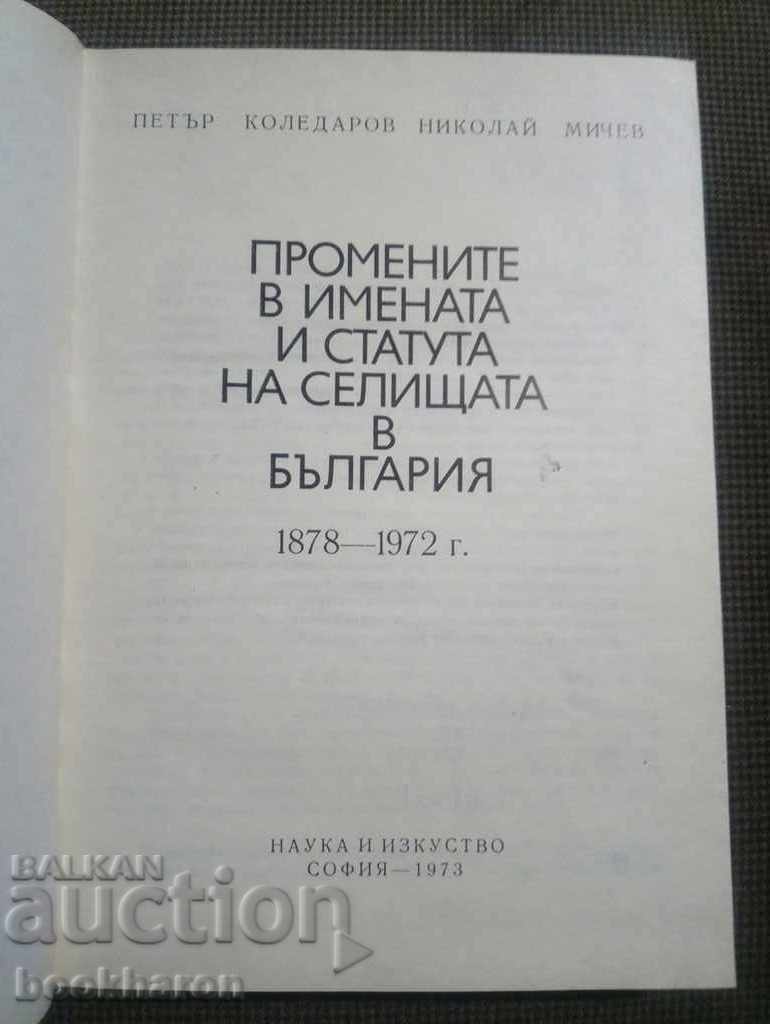 ПЕТЪР КОЛЕДАРОВ НИКОЛАЙ МИЧЕВ
ПРОМЕНИТЕ
В ИМЕНАТА
И СТАТУТА
НА СЕЛИЩАТА
В
БЪЛГАРИЯ
1878—1972 г.
НАУКА И ИЗКУСТВО
СОФИЯ—1973
BALKAN
auction
bookharon